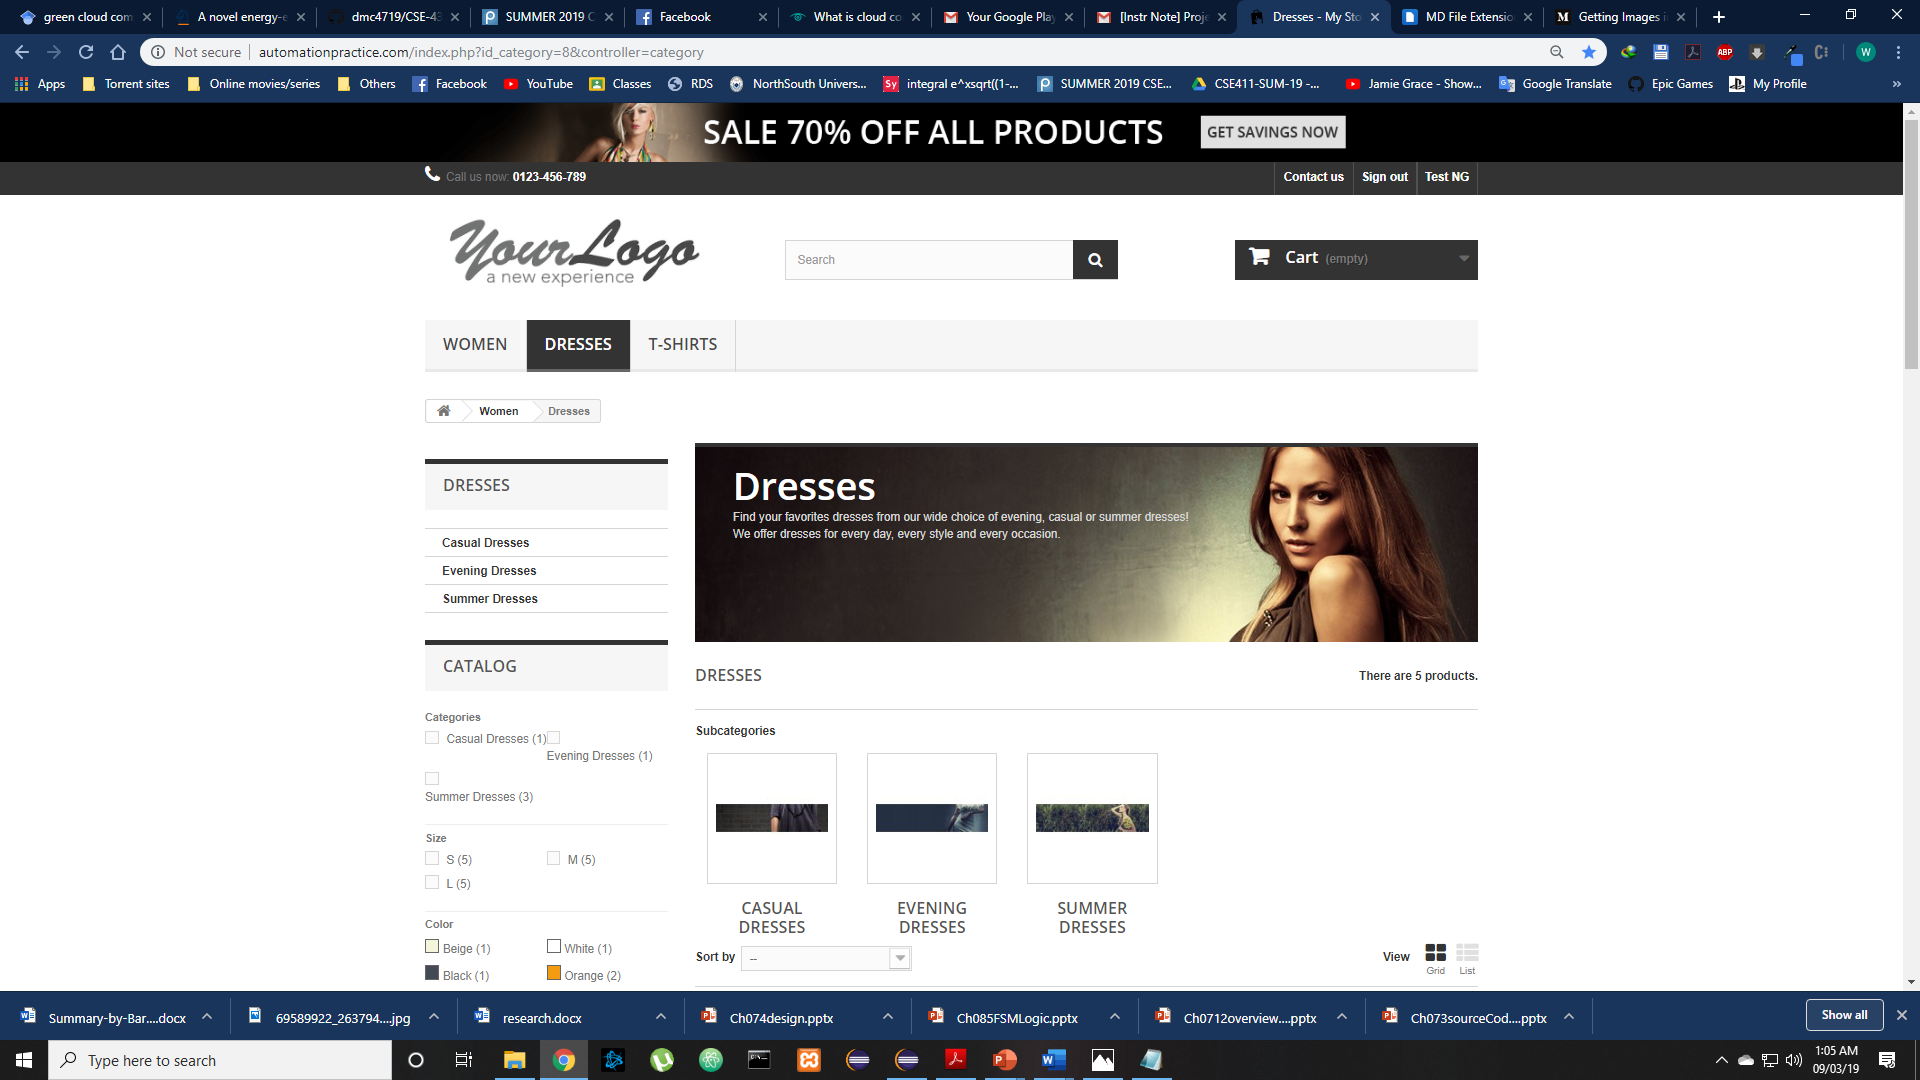 green cloud com
A novel energy-e
dmc4719/CSE-43
SUMMER 2019 C
Facebook
What is cloud co
Your Google Play
[Instr Note] Proje
Dresses - My Sto
MD File Extensio
Getting Images i
Not secure
automationpractice.com/index.php?id_category=8&controller=category
ABP
W
Apps
Torrent sites
Online movies/series
Others
Facebook
YouTube
Classes
RDS
NorthSouth Univers...
Sy
integral e^xsqrt((1-...
SUMMER 2019 CSE...
CSE411-SUM-19 -...
Jamie Grace - Show...
Google Translate
Epic Games
My Profile
SALE 70% OFF ALL PRODUCTS
GET SAVINGS NOW
Call us now: 0123-456-789
Contact us
Sign out
Test NG
YourLogo
a new experience
Search
Cart (empty)
WOMEN
DRESSES
T-SHIRTS
Women
Dresses
DRESSES
Casual Dresses
Evening Dresses
Summer Dresses
CATALOG
Categories
Casual Dresses (1)
Evening Dresses (1)
Summer Dresses (3)
Size
S (5)
M (5)
L (5)
Color
Beige (1)
White (1)
Black (1)
Orange (2)
Dresses
Find your favorites dresses from our wide choice of evening, casual or summer dresses!
We offer dresses for every day, every style and every occasion.
DRESSES
There are 5 products.
Subcategories
CASUAL
DRESSES
EVENING
DRESSES
SUMMER
DRESSES
Sort by
--
View
Grid
List
Summary-by-Bar....docx
69589922_263794....jpg
research.docx
Ch074design.pptx
Ch085FSMLogic.pptx
Ch0712overview....pptx
Ch073sourceCod....pptx
Show all
Type here to search
1:05 AM
09/03/19